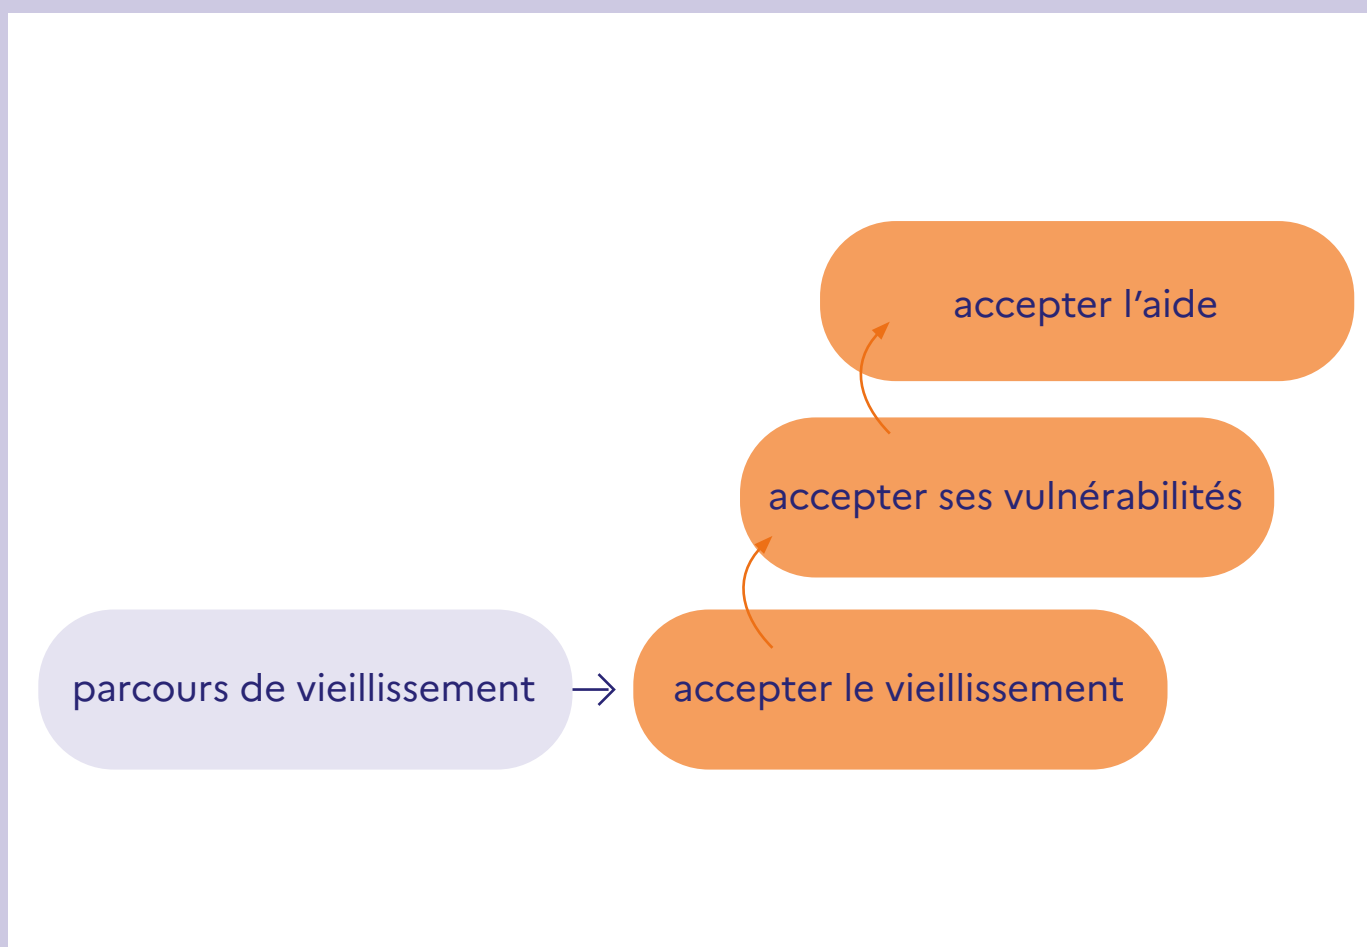 accepter l’aide
accepter ses vulnérabilités
parcours de vieillissement
accepter le vieillissement